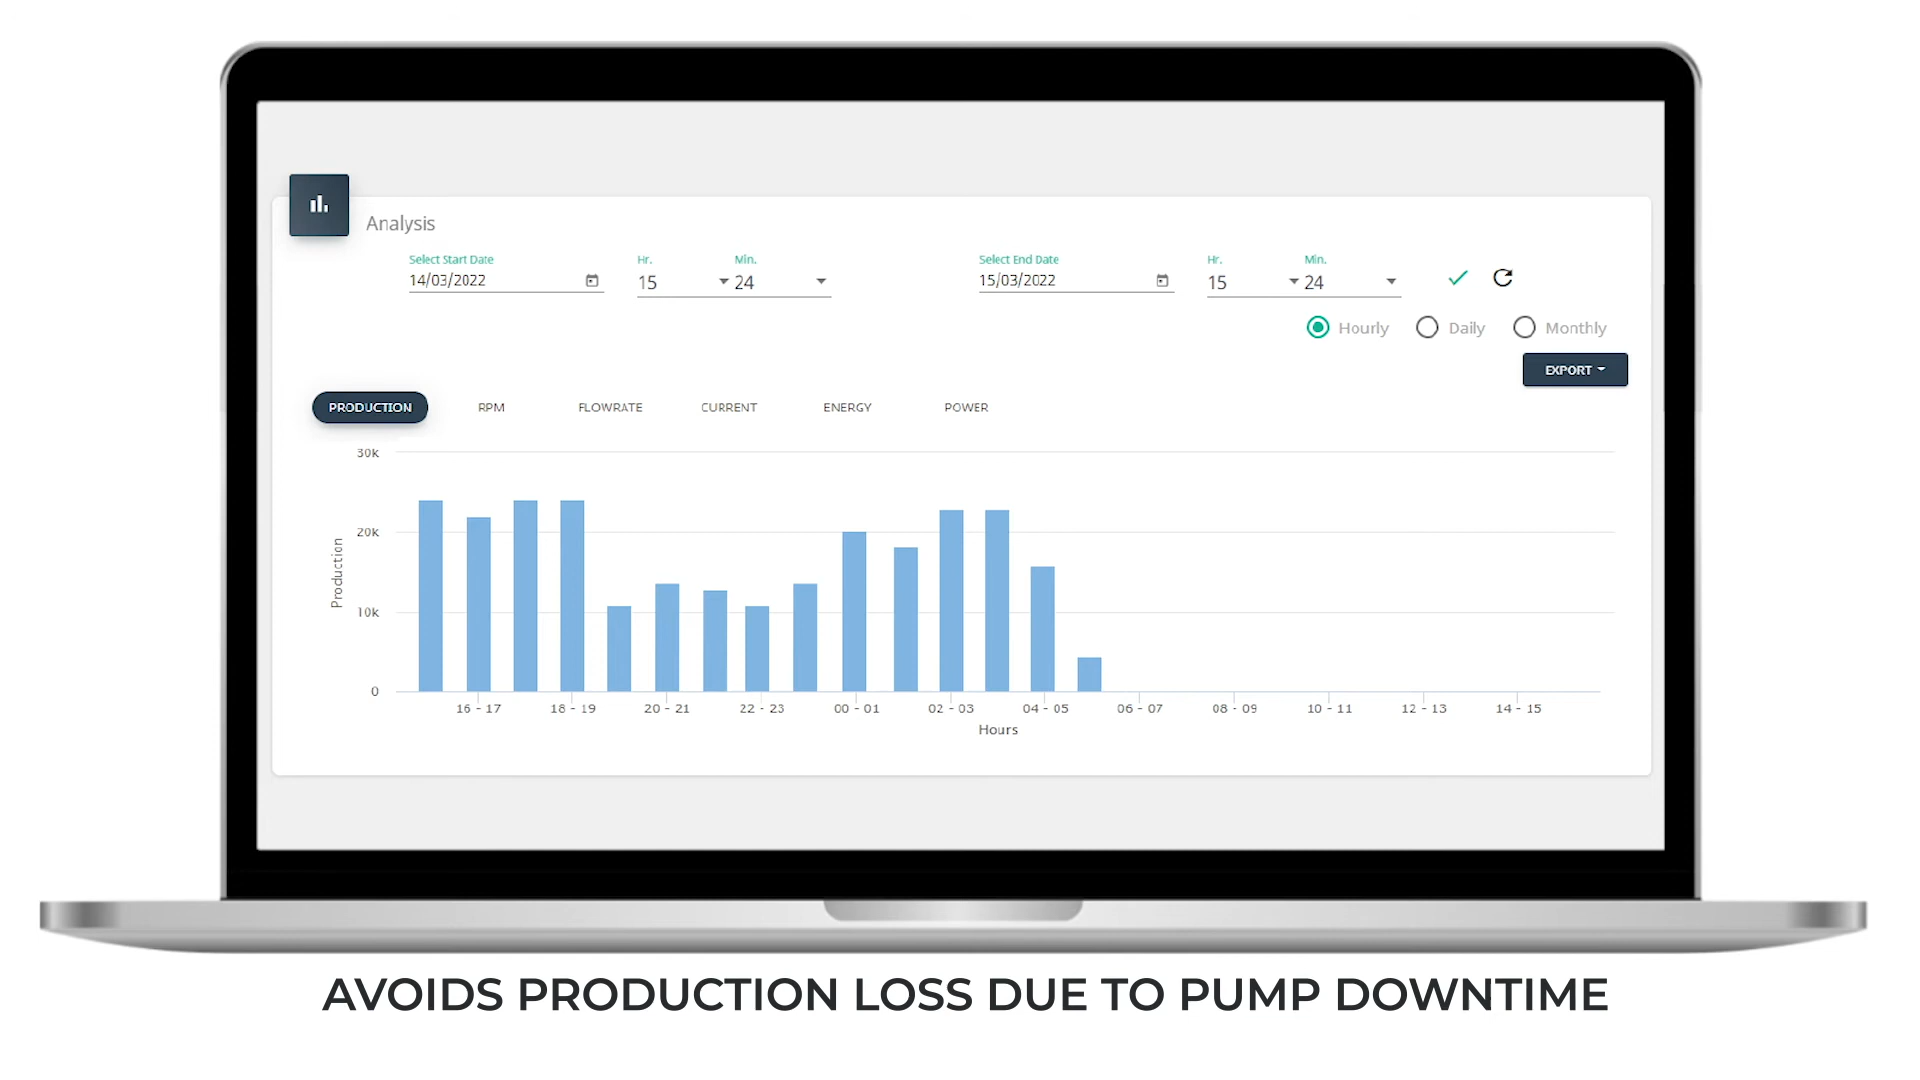 Analysis
Select Start Date Hr. Min. Select End Date Hr. Min.
14/03/2022 15 24 15/03/2022 15 24
Hourly Daily Monthly
EXPORT
PRODUCTION RPM FLOWRATE CURRENT ENERGY POWER
30k
20k
10k
0
Production
16 - 17 18 - 19 20 - 21 22 - 23 00 - 01 02 - 03 04 - 05 06 - 07 08 - 09 10 - 11 12 - 13 14 - 15
Hours
AVOIDS PRODUCTION LOSS DUE TO PUMP DOWNTIME